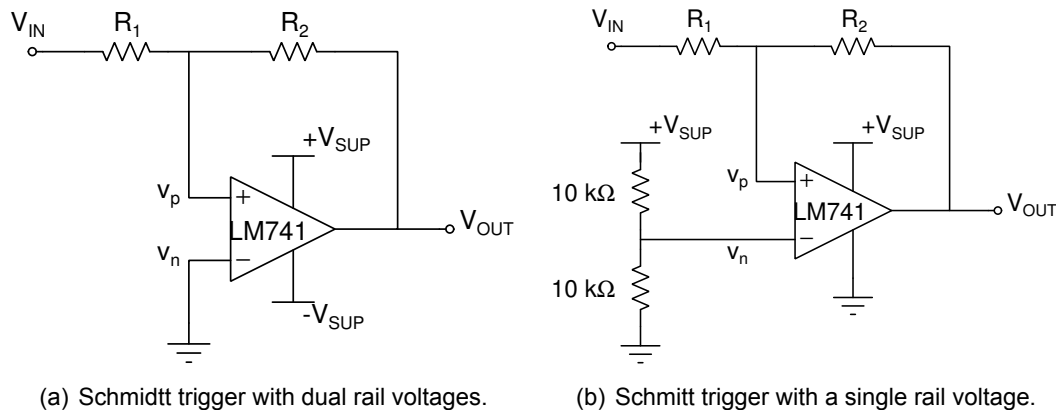 V_IN
R_1
R_2
+V_SUP
v_p
+
LM741
V_OUT
v_n
−
-V_SUP
(a) Schmidtt trigger with dual rail voltages.
V_IN
R_1
R_2
+V_SUP
+V_SUP
10 kΩ
v_p
+
LM741
V_OUT
−
v_n
10 kΩ
(b) Schmitt trigger with a single rail voltage.